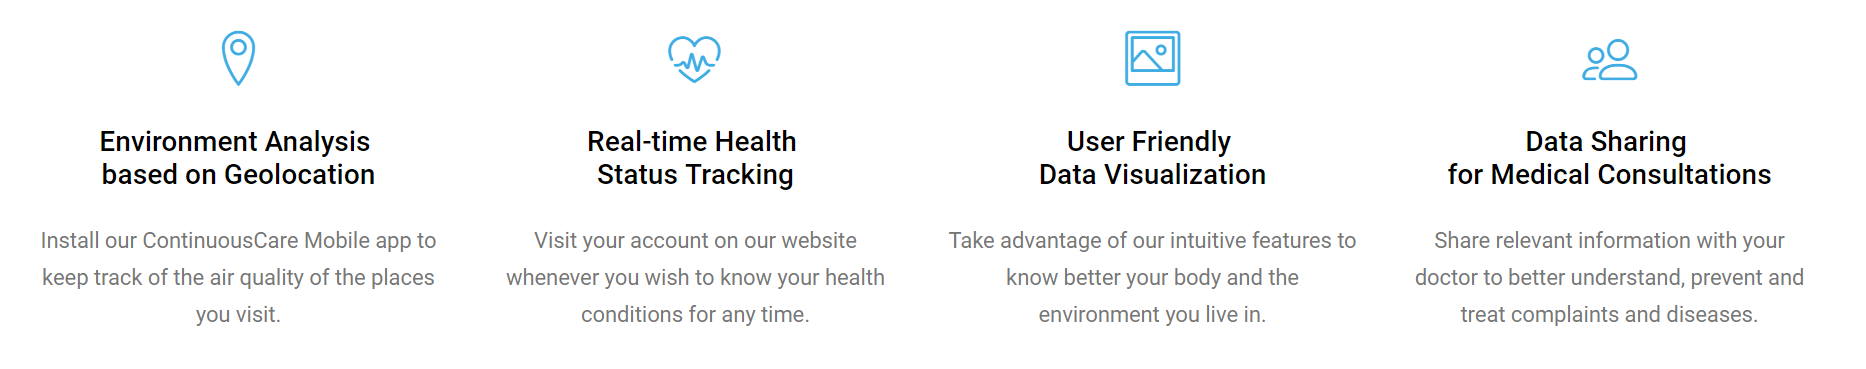 Environment Analysis
based on Geolocation
Install our ContinuousCare Mobile app to
keep track of the air quality of the places
you visit.
Real-time Health
Status Tracking
Visit your account on our website
whenever you wish to know your health
conditions for any time.
User Friendly
Data Visualization
Take advantage of our intuitive features to
know better your body and the
environment you live in.
Data Sharing
for Medical Consultations
Share relevant information with your
doctor to better understand, prevent and
treat complaints and diseases.